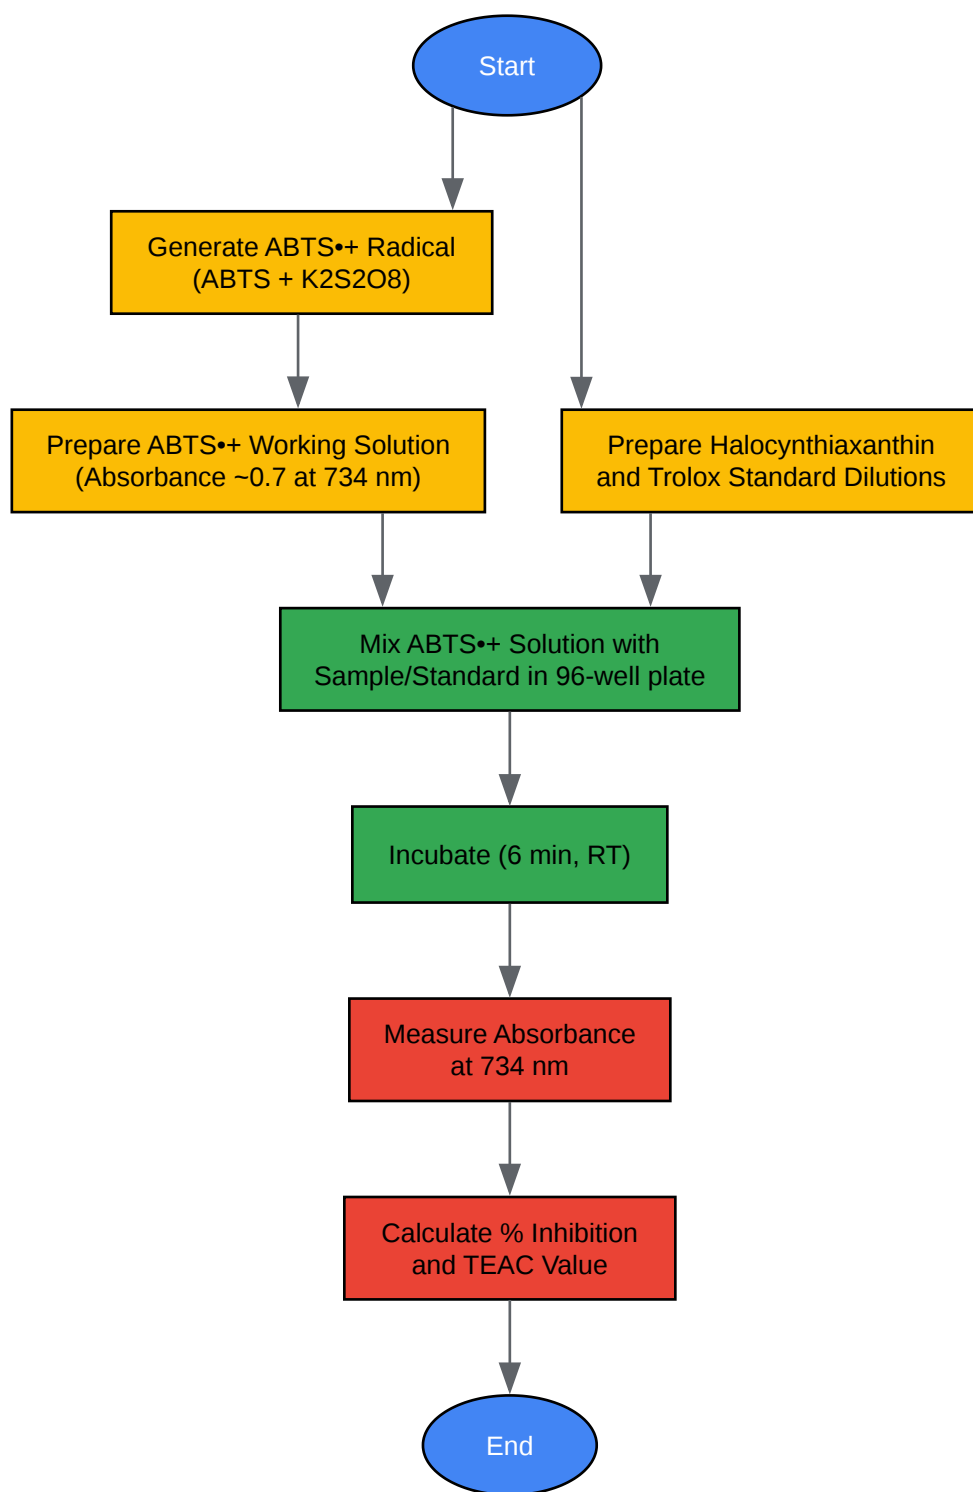 Start
Generate ABTS•+ Radical
(ABTS + K2S2O8)
Prepare ABTS•+ Working Solution
(Absorbance ~0.7 at 734 nm)
Prepare Halocynthiaxanthin
and Trolox Standard Dilutions
Mix ABTS•+ Solution with
Sample/Standard in 96-well plate
Incubate (6 min, RT)
Measure Absorbance
at 734 nm
Calculate % Inhibition
and TEAC Value
End